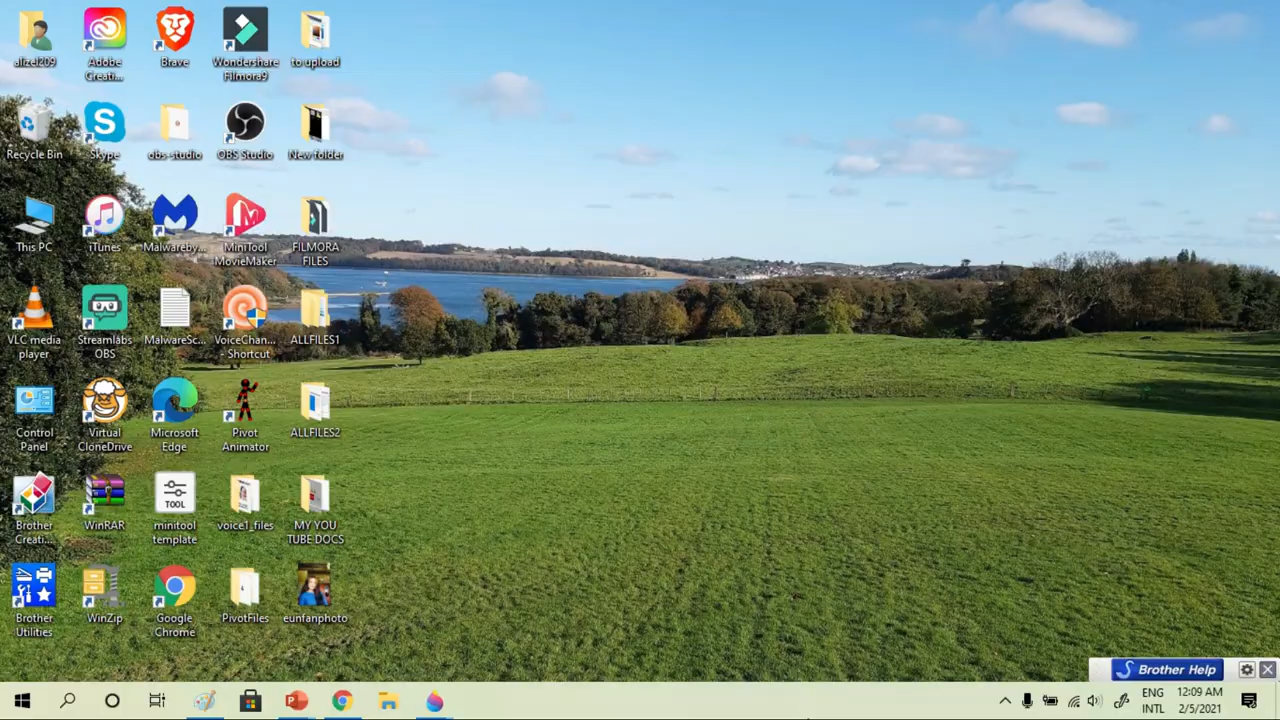 alizel209
Adobe
Creati...
Brave
Wondershare
Filmora9
to upload
Recycle Bin
Skype
obs-studio
OBS Studio
New folder
This PC
iTunes
Malwareby...
MiniTool
MovieMaker
FILMORA
FILES
VLC media
player
Streamlabs
OBS
MalwareSc...
VoiceChan...
- Shortcut
ALLFILES1
Control
Panel
Virtual
CloneDrive
Microsoft
Edge
Pivot
Animator
ALLFILES2
Brother
Creati...
WinRAR
TOOL
minitool
template
voice1_files
MY YOU
TUBE DOCS
Brother
Utilities
WinZip
Google
Chrome
PivotFiles
eunfanphoto
Brother Help
ENG
INTL
12:09 AM
2/5/2021